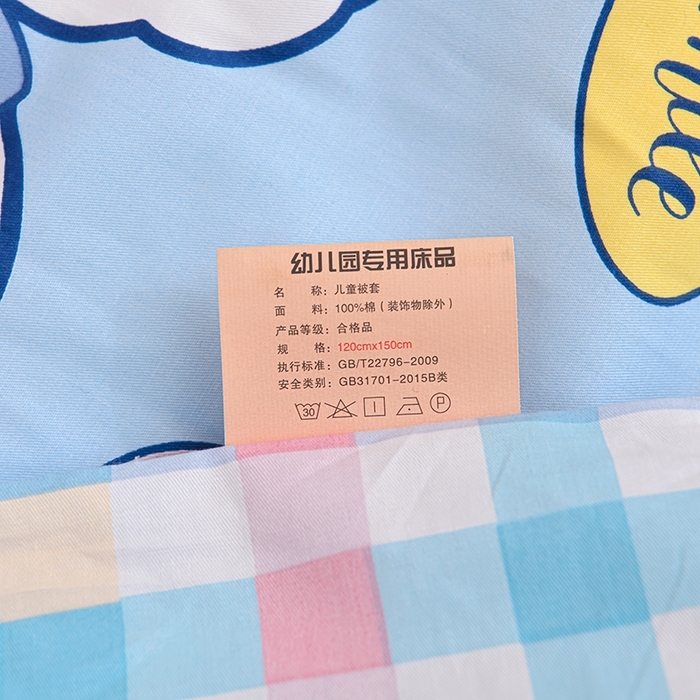 幼儿园专用床品
名 称：儿童被套
面 料：100%棉（装饰物除外）
产品等级：合格品
规 格：120cmx150cm
执行标准：GB/T22796-2009
安全类别：GB31701-2015B类
30
P